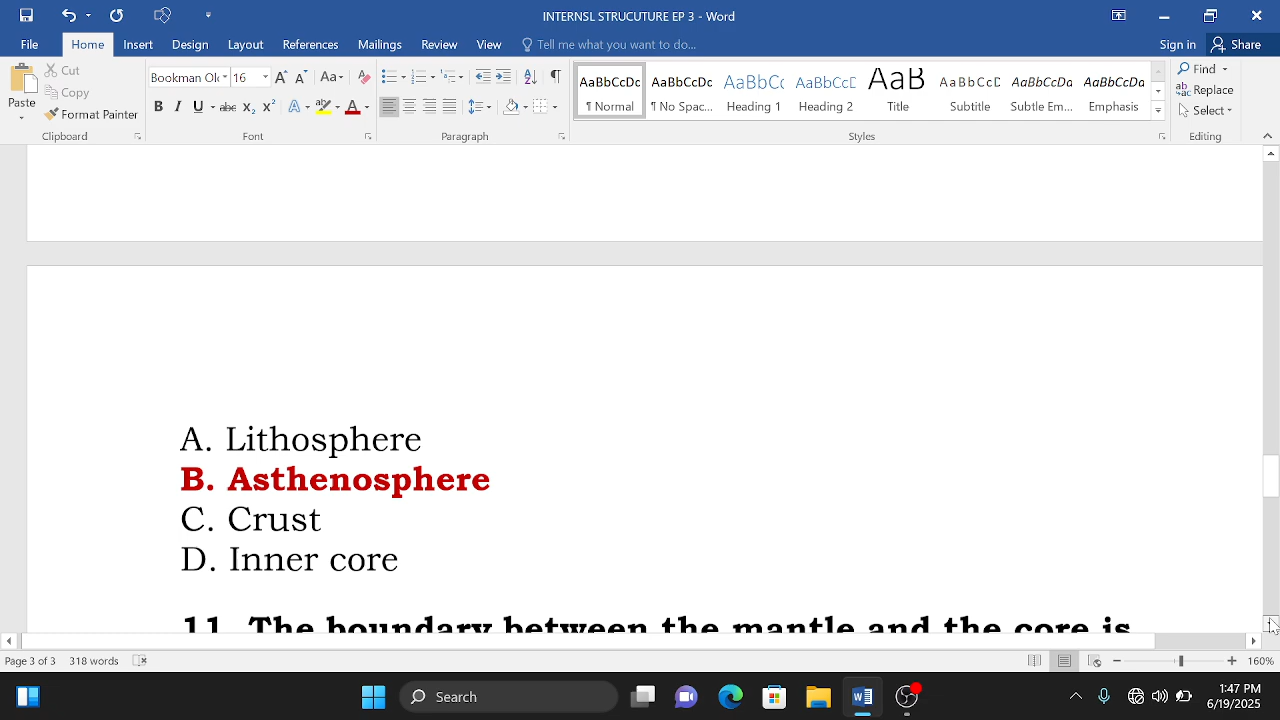 INTERNSL STRUCUTURE EP 3 - Word
File Home Insert Design Layout References Mailings Review View Tell me what you want to do... Sign in Share
Paste
Cut
Copy
Format Painter
Clipboard
Bookman Ol 16
Font
Paragraph
AaBbCcDc AaBbCcDc AaBbCc AaBbCcD AaB AaBbCcD AaBbCcDa AaBbCcDa
¶ Normal ¶ No Spac... Heading 1 Heading 2 Title Subtitle Subtle Em... Emphasis
Styles
Find
Replace
Select
Editing
A. Lithosphere
B. Asthenosphere
C. Crust
D. Inner core
11. The boundary between the mantle and the core is
Page 3 of 3 318 words 160%
Search
1:47 PM
6/19/2025